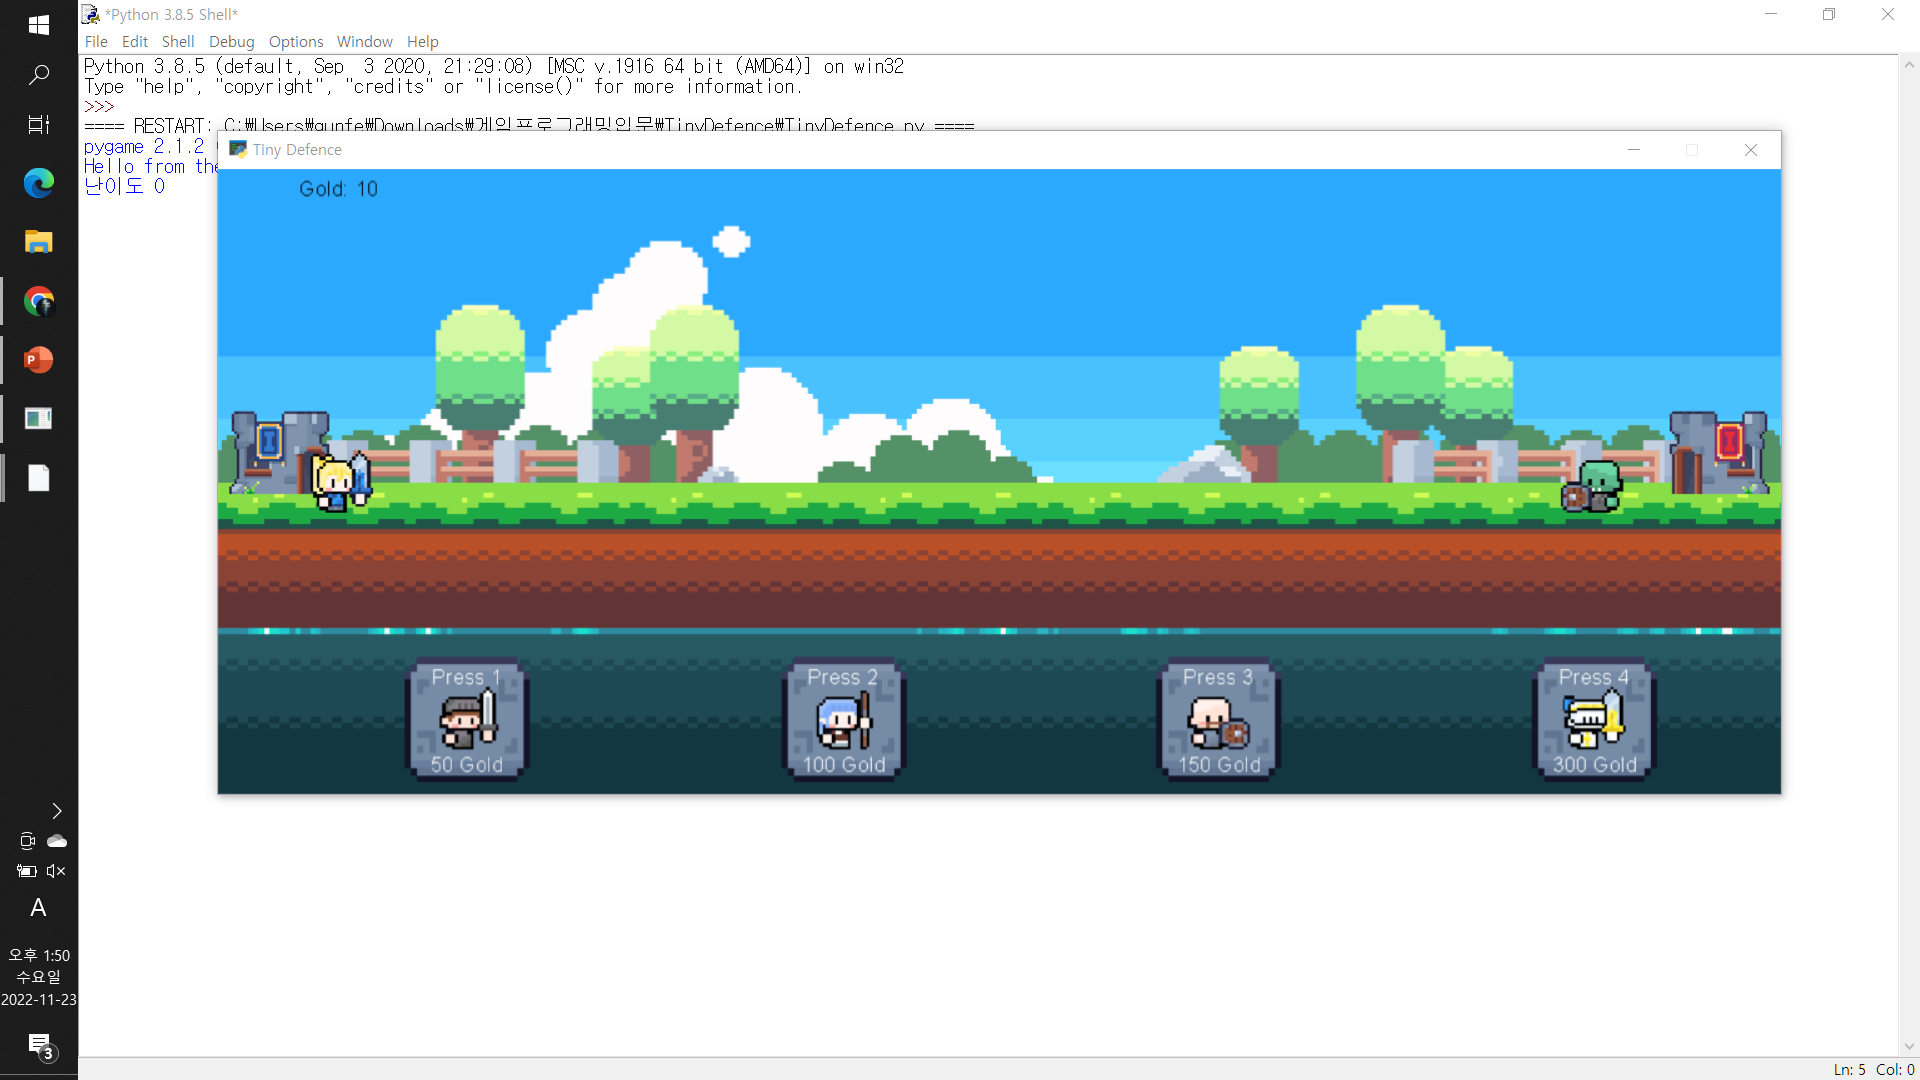 *Python 3.8.5 Shell*
File Edit Shell Debug Options Window Help
Python 3.8.5 (default, Sep 3 2020, 21:29:08) [MSC v.1916 64 bit (AMD64)] on win32
Type "help", "copyright", "credits" or "license()" for more information.
>>>
==== RESTART: C:₩Users₩gunfe₩Downloads₩게임프로그래밍입문₩TinyDefence₩TinyDefence.py ====
pygame 2.1.2
Hello from the
난이도 0
Tiny Defence
Gold: 10
Press 1
50 Gold
Press 2
100 Gold
Press 3
150 Gold
Press 4
300 Gold
A
오후 1:50
수요일
2022-11-23
3
Ln: 5 Col: 0